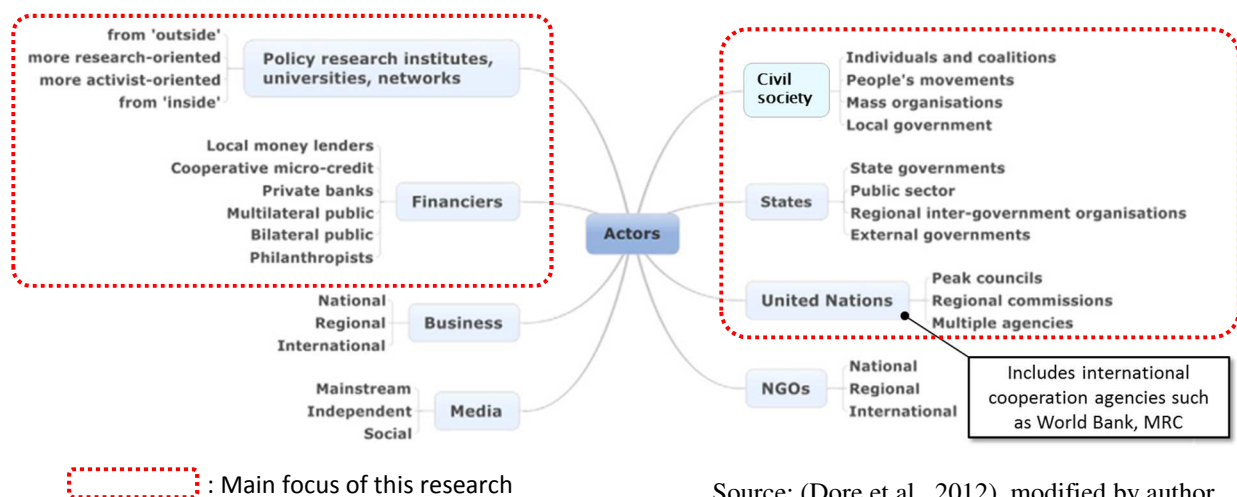 from 'outside'
more research-oriented
more activist-oriented
from 'inside'
Policy research institutes,
universities, networks
Local money lenders
Cooperative micro-credit
Private banks
Multilateral public
Bilateral public
Philanthropists
Financiers
National
Regional
International
Business
Mainstream
Independent
Social
Media
Actors
Civil
society
Individuals and coalitions
People's movements
Mass organisations
Local government
States
State governments
Public sector
Regional inter-government organisations
External governments
United Nations
Peak councils
Regional commissions
Multiple agencies
NGOs
National
Regional
International
Includes international
cooperation agencies such
as World Bank, MRC
: Main focus of this research
Source: (Dore et al., 2012), modified by author